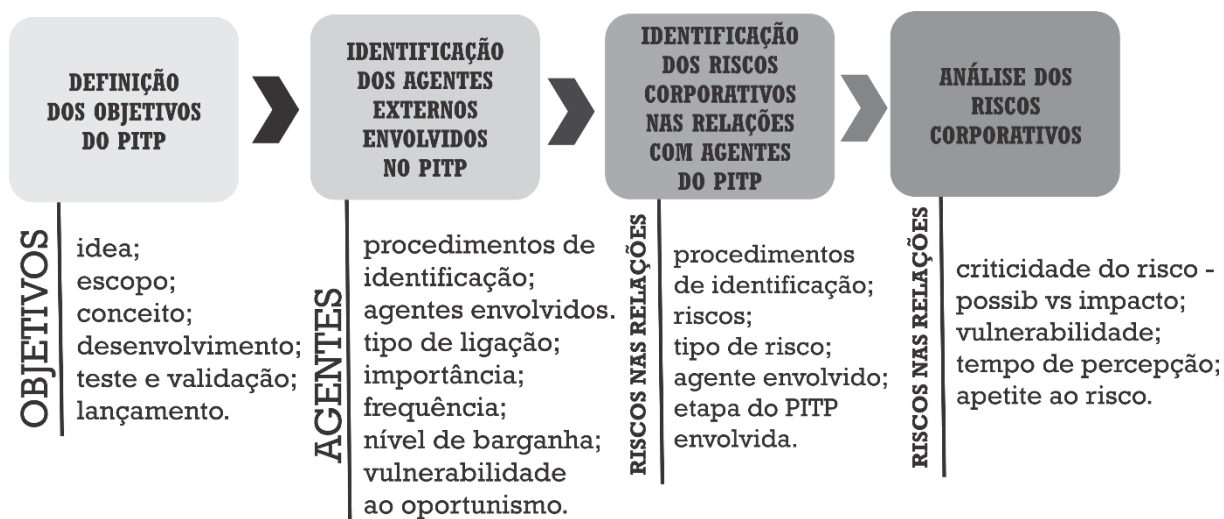 DEFINIÇÃO
DOS OBJETIVOS
DO PITP
IDENTIFICAÇÃO
DOS AGENTES
EXTERNOS
ENVOLVIDOS
NO PITP
IDENTIFICAÇÃO
DOS RISCOS
CORPORATIVOS
NAS RELAÇÕES
COM AGENTES
DO PITP
ANÁLISE DOS
RISCOS
CORPORATIVOS
OBJETIVOS
idea;
escopo;
conceito;
desenvolvimento;
teste e validação;
lançamento.
AGENTES
procedimentos de
identificação;
agentes envolvidos.
tipo de ligação;
importância;
frequência;
nível de barganha;
vulnerabilidade
ao oportunismo.
RISCOS NAS RELAÇÕES
procedimentos
de identificação;
riscos;
tipo de risco;
agente envolvido;
etapa do PITP
envolvida.
RISCOS NAS RELAÇÕES
criticidade do risco -
possib vs impacto;
vulnerabilidade;
tempo de percepção;
apetite ao risco.